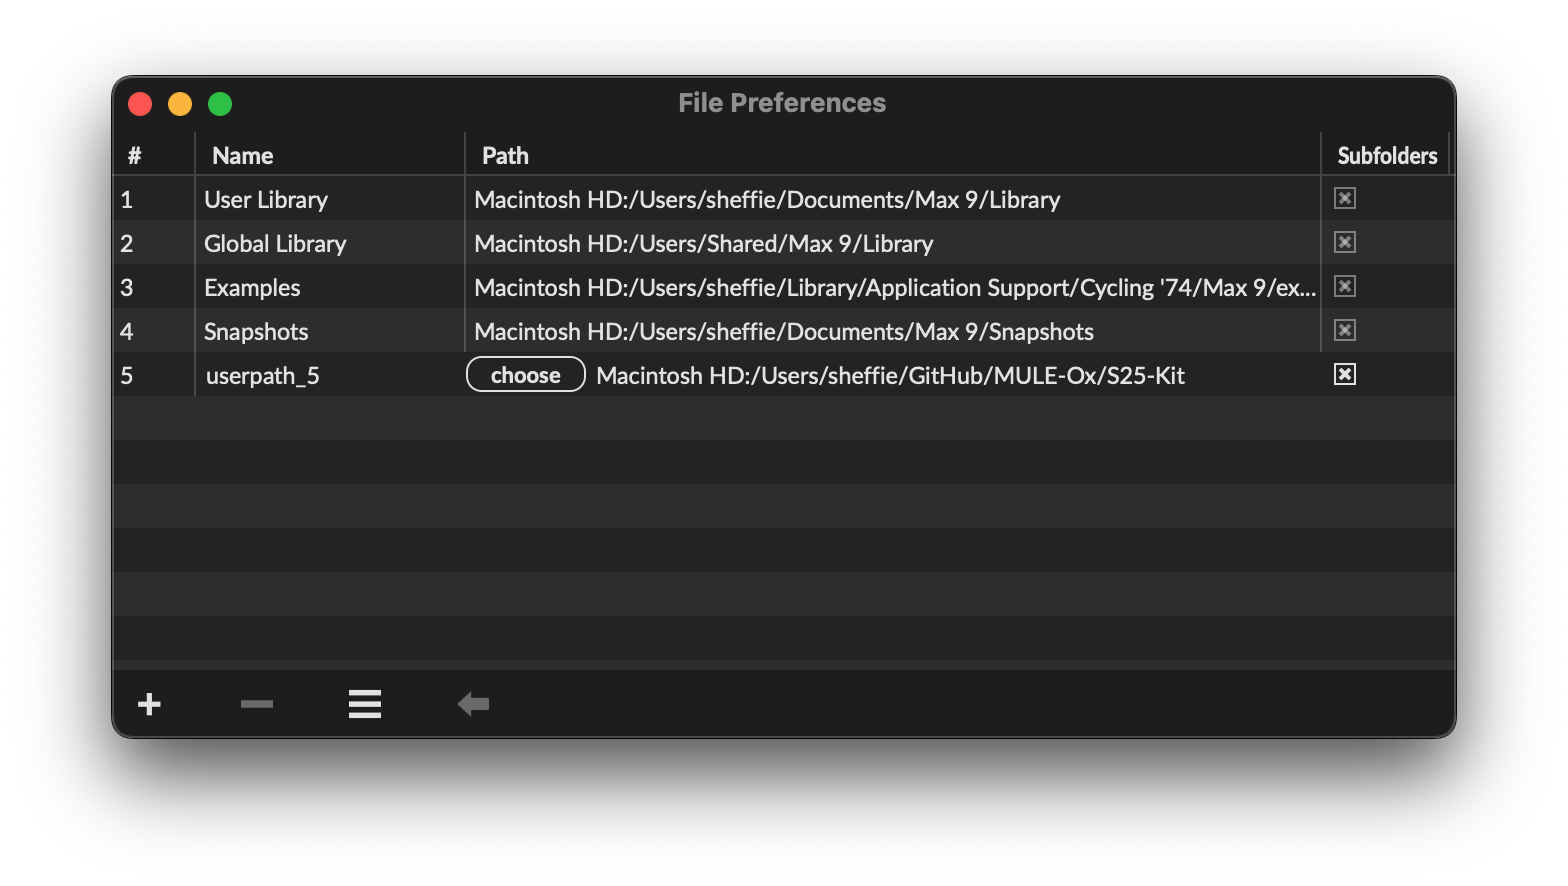 File Preferences
# Name Path Subfolders
1 User Library Macintosh HD:/Users/sheffie/Documents/Max 9/Library
2 Global Library Macintosh HD:/Users/Shared/Max 9/Library
3 Examples Macintosh HD:/Users/sheffie/Library/Application Support/Cycling '74/Max 9/ex...
4 Snapshots Macintosh HD:/Users/sheffie/Documents/Max 9/Snapshots
5 userpath_5 choose Macintosh HD:/Users/sheffie/GitHub/MULE-Ox/S25-Kit